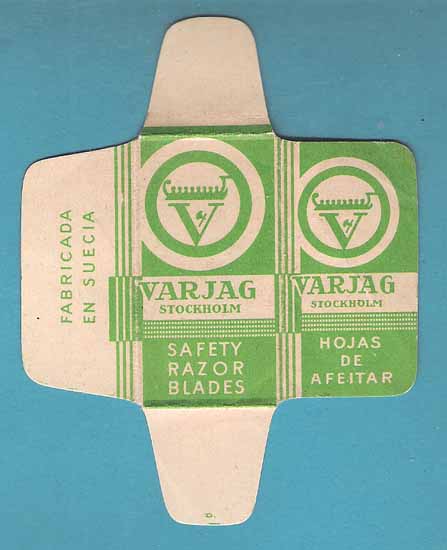 FABRICADA
EN SUECIA
V
VARJAG
STOCKHOLM
SAFETY
RAZOR
BLADES
V
VARJAG
STOCKHOLM
HOJAS
DE
AFEITAR